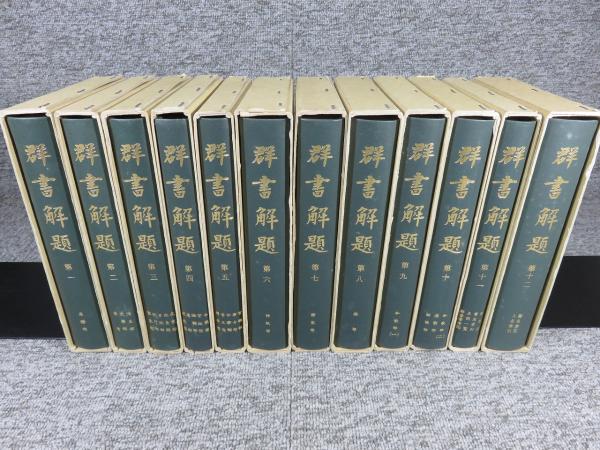 群書解題
第一
群書解題
第二
群書解題
第三
群書解題
第四
群書解題
第五
群書解題
第六
群書解題
第七
群書解題
第八
群書解題
第九
群書解題
第十
群書解題
第十一
群書解題
第十二